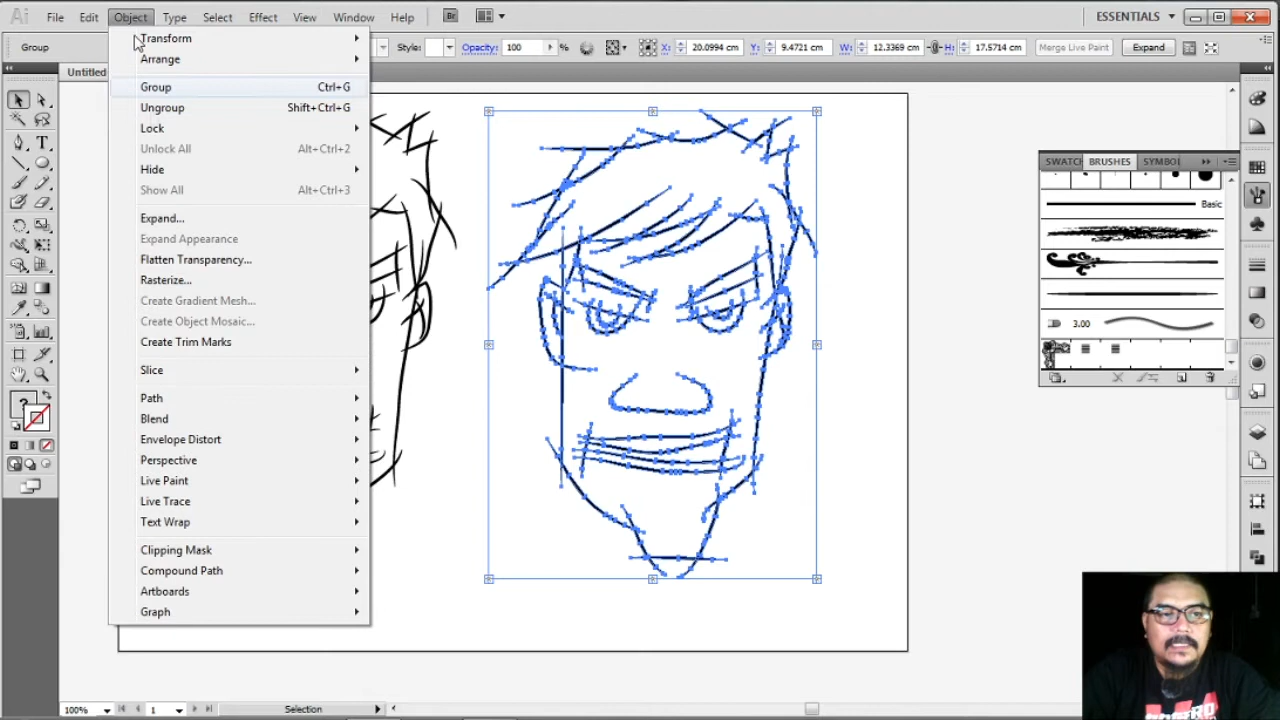 Ai File Edit Object Type Select Effect View Window Help Br ESSENTIALS
Group Style: Opacity: 100 % X: 20.0994 cm Y: 9.4721 cm W: 12.3369 cm H: 17.5714 cm Merge Live Paint Expand
Untitled
Transform
Arrange
Group Ctrl+G
Ungroup Shift+Ctrl+G
Lock
Unlock All Alt+Ctrl+2
Hide
Show All Alt+Ctrl+3
Expand...
Expand Appearance
Flatten Transparency...
Rasterize...
Create Gradient Mesh...
Create Object Mosaic...
Create Trim Marks
Slice
Path
Blend
Envelope Distort
Perspective
Live Paint
Live Trace
Text Wrap
Clipping Mask
Compound Path
Artboards
Graph
SWATCH BRUSHES SYMBOL
Basic
3.00
100% 1 Selection